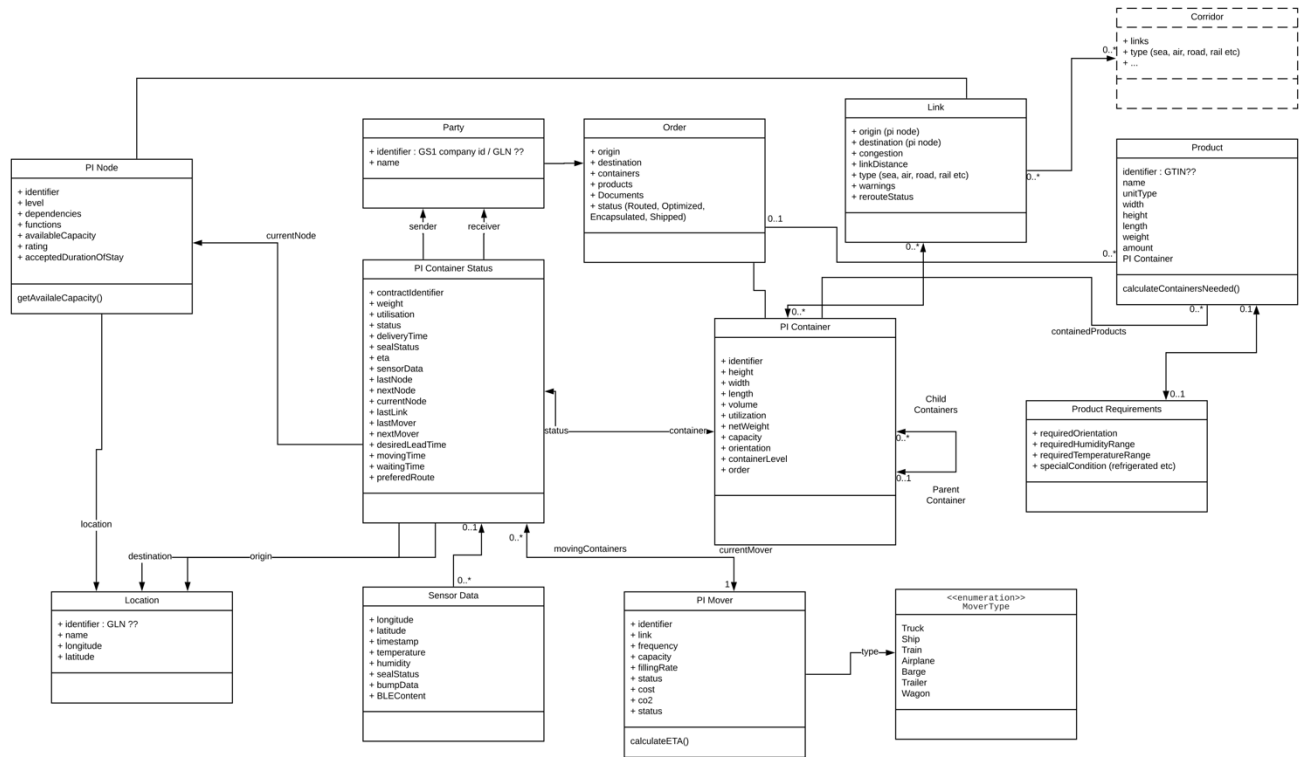 Corridor
+ links
+ type (sea, air, road, rail etc)
+ ...
0..*
0..*
Link
+ origin (pi node)
+ destination (pi node)
+ congestion
+ linkDistance
+ type (sea, air, road, rail etc)
+ warnings
+ rerouteStatus
0..*
Party
+ identifier : GS1 company id / GLN ??
+ name
Order
+ origin
+ destination
+ containers
+ products
+ Documents
+ status (Routed, Optimized,
Encapsulated, Shipped)
0..1
0..*
Product
identifier : GTIN??
name
unitType
width
height
length
weight
amount
PI Container
calculateContainersNeeded()
0..*
0.1
containedProducts
PI Node
+ identifier
+ level
+ dependencies
+ functions
+ availableCapacity
+ rating
+ acceptedDurationOfStay
getAvailaleCapacity()
currentNode
sender
receiver
PI Container Status
+ contractIdentifier
+ weight
+ utilisation
+ status
+ deliveryTime
+ sealStatus
+ eta
+ sensorData
+ lastNode
+ nextNode
+ currentNode
+ lastLink
+ lastMover
+ nextMover
+ desiredLeadTime
+ movingTime
+ waitingTime
+ preferedRoute
status
container
0..*
PI Container
+ identifier
+ height
+ width
+ length
+ volume
+ utilization
+ netWeight
+ capacity
+ orientation
+ containerLevel
+ order
Child
Containers
0..*
0..1
Parent
Container
0..1
Product Requirements
+ requiredOrientation
+ requiredHumidityRange
+ requiredTemperatureRange
+ specialCondition (refrigerated etc)
location
destination
origin
0..1
0..*
0..*
movingContainers
currentMover
1
Location
+ identifier : GLN ??
+ name
+ longitude
+ latitude
Sensor Data
+ longitude
+ latitude
+ timestamp
+ temperature
+ humidity
+ sealStatus
+ bumpData
+ BLEContent
PI Mover
+ identifier
+ link
+ frequency
+ capacity
+ fillingRate
+ status
+ cost
+ co2
+ status
calculateETA()
type
<<enumeration>>
MoverType
Truck
Ship
Train
Airplane
Barge
Trailer
Wagon